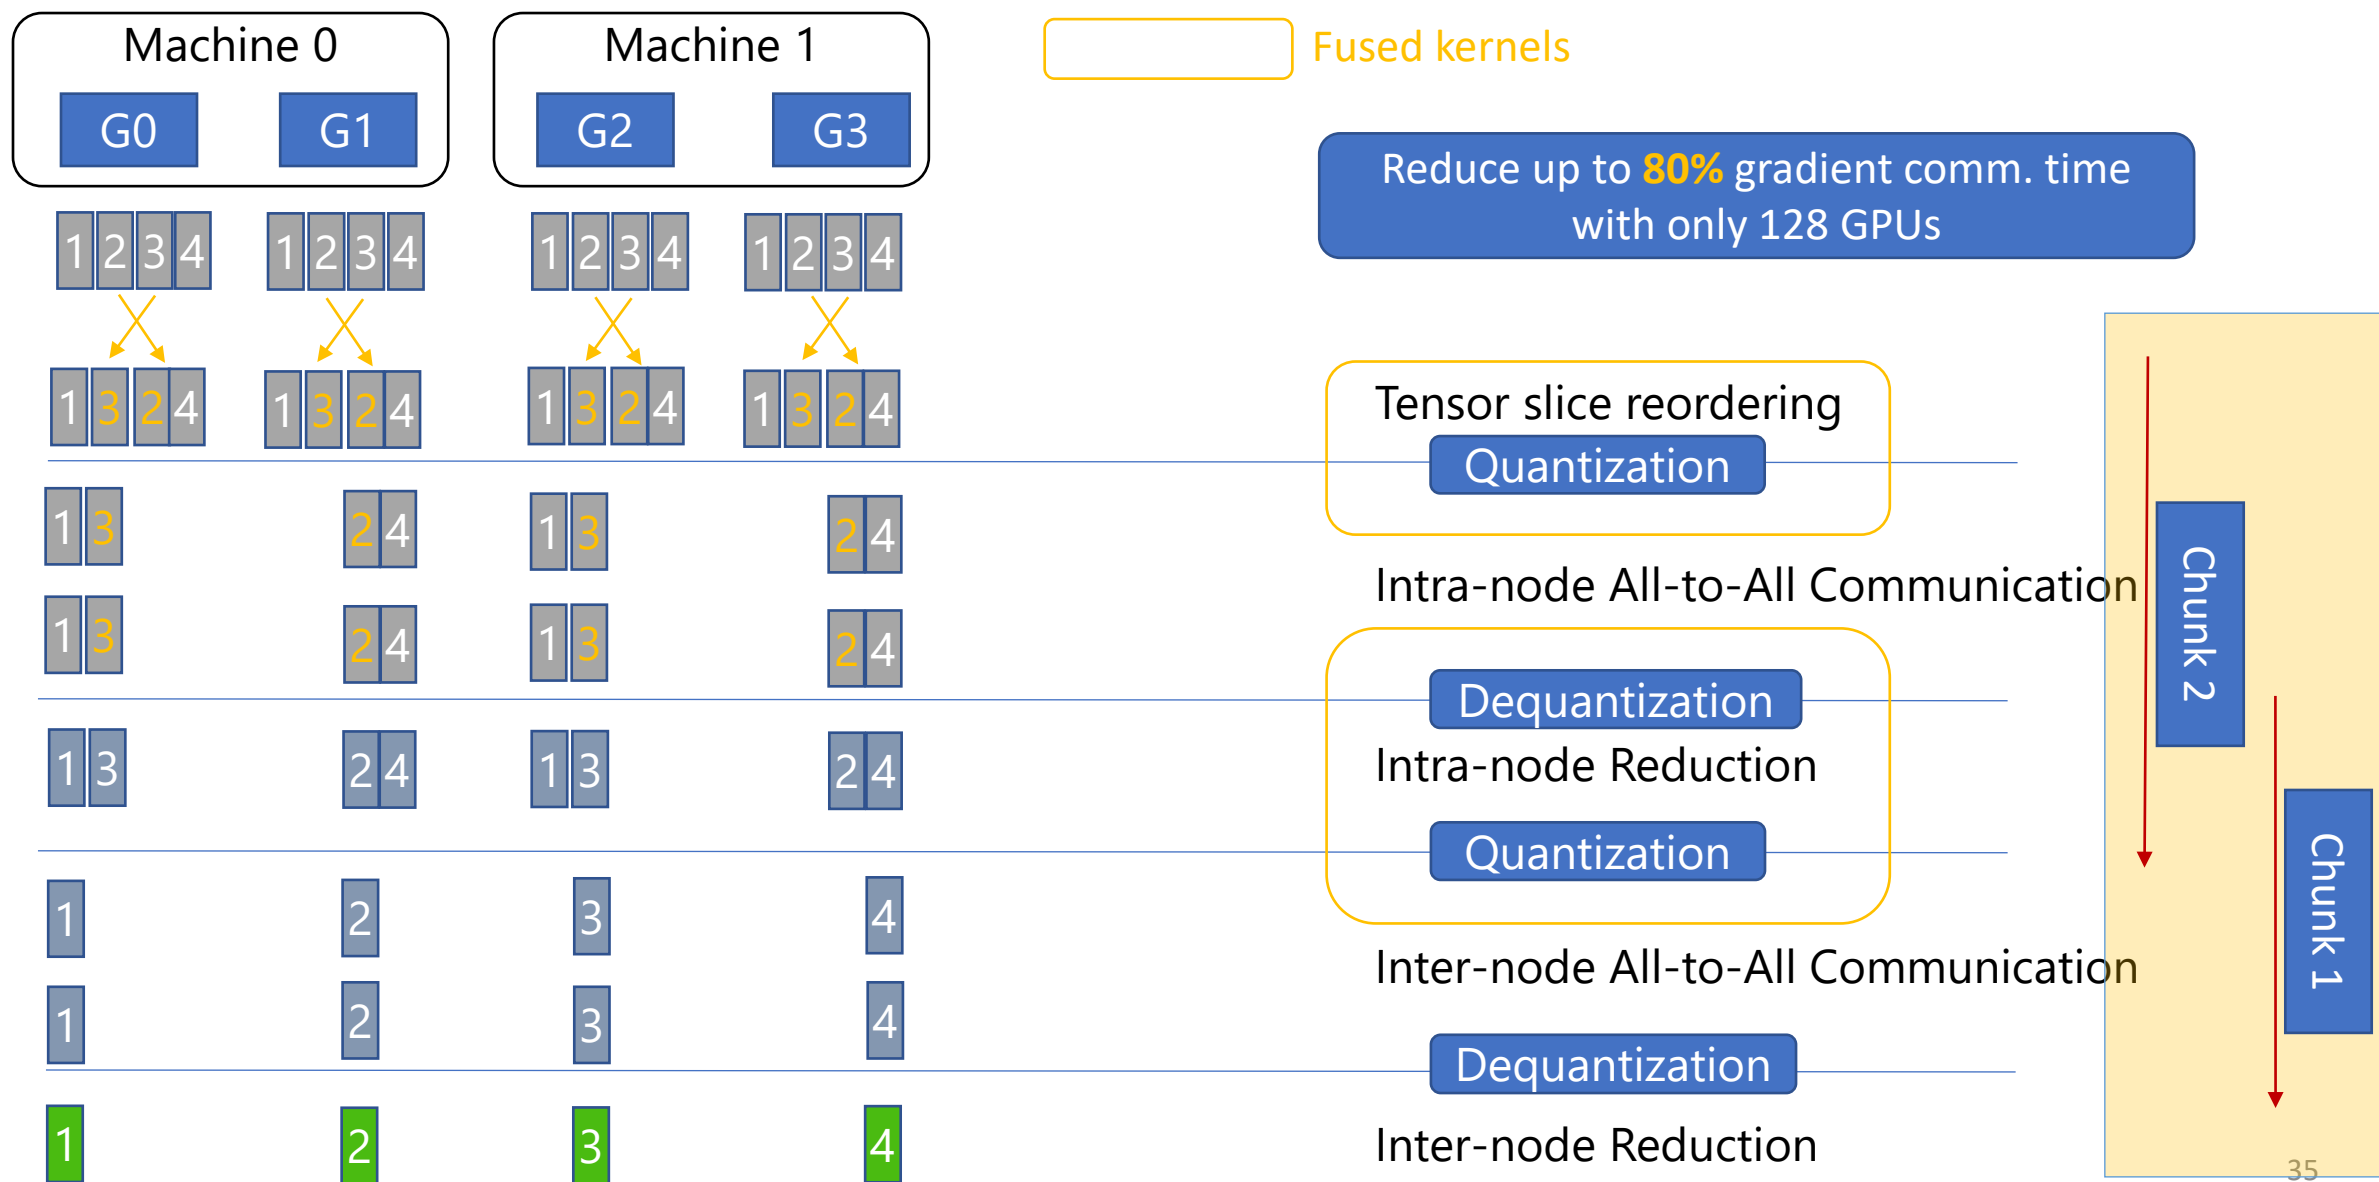 Machine 0
Machine 1
Fused kernels
G0 G1 G2 G3
Reduce up to 80% gradient comm. time
with only 128 GPUs
1 2 3 4 1 2 3 4 1 2 3 4 1 2 3 4
1 3 2 4 1 3 2 4 1 3 2 4 1 3 2 4
Tensor slice reordering
Quantization
1 3 2 4 1 3 2 4
Intra-node All-to-All Communication
1 3 2 4 1 3 2 4
Dequantization
1 3 2 4 1 3 2 4
Intra-node Reduction
Quantization
1 2 3 4
Inter-node All-to-All Communication
1 2 3 4
Dequantization
1 2 3 4
Inter-node Reduction
Chunk 2
Chunk 1
35